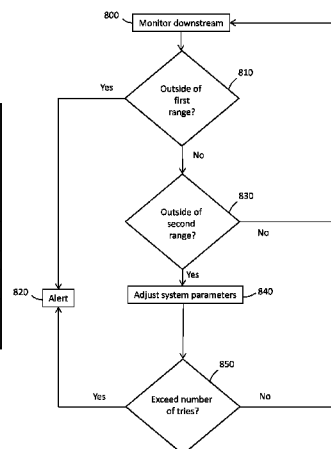 800
Monitor downstream
810
Yes
Outside of
first
range?
No
830
Outside of
second
range?
No
Yes
820
Alert
Adjust system parameters
840
850
Yes
Exceed number
of tries?
No